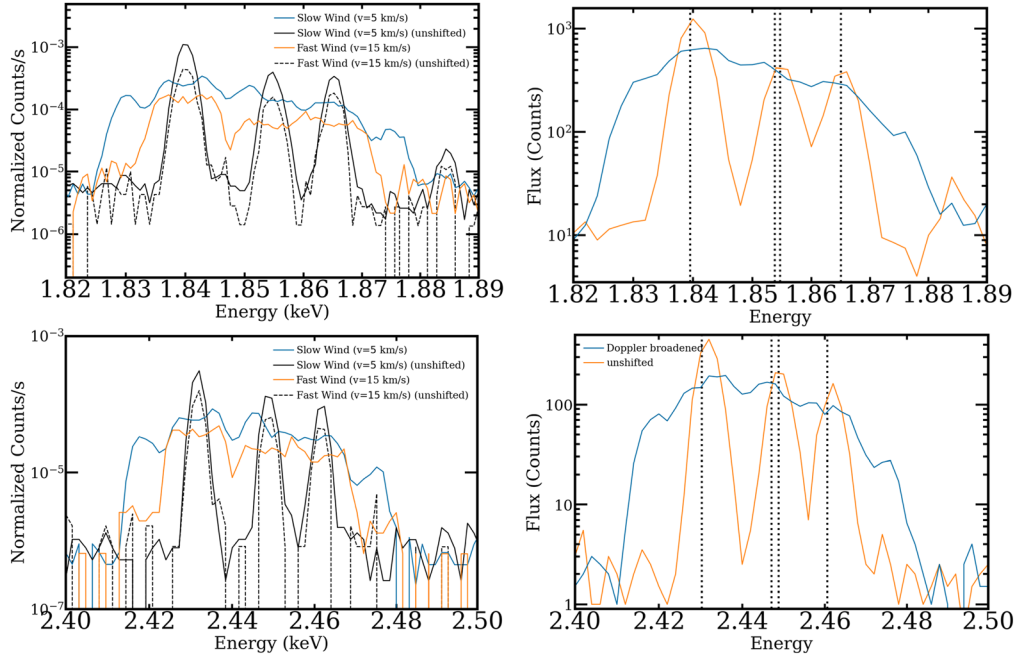 Normalized Counts/s
10⁻³
10⁻⁴
10⁻⁵
10⁻⁶
Slow Wind (v=5 km/s)
Slow Wind (v=5 km/s) (unshifted)
Fast Wind (v=15 km/s)
Fast Wind (v=15 km/s) (unshifted)
1.82 1.83 1.84 1.85 1.86 1.87 1.88 1.89
Energy (keV)
Flux (Counts)
10³
10²
10¹
1.82 1.83 1.84 1.85 1.86 1.87 1.88 1.89
Energy
Normalized Counts/s
10⁻³
10⁻⁵
10⁻⁷
Slow Wind (v=5 km/s)
Slow Wind (v=5 km/s) (unshifted)
Fast Wind (v=15 km/s)
Fast Wind (v=15 km/s) (unshifted)
2.40 2.42 2.44 2.46 2.48 2.50
Energy (keV)
Flux (Counts)
100
10
1
Doppler broadened
unshifted
2.40 2.42 2.44 2.46 2.48 2.50
Energy